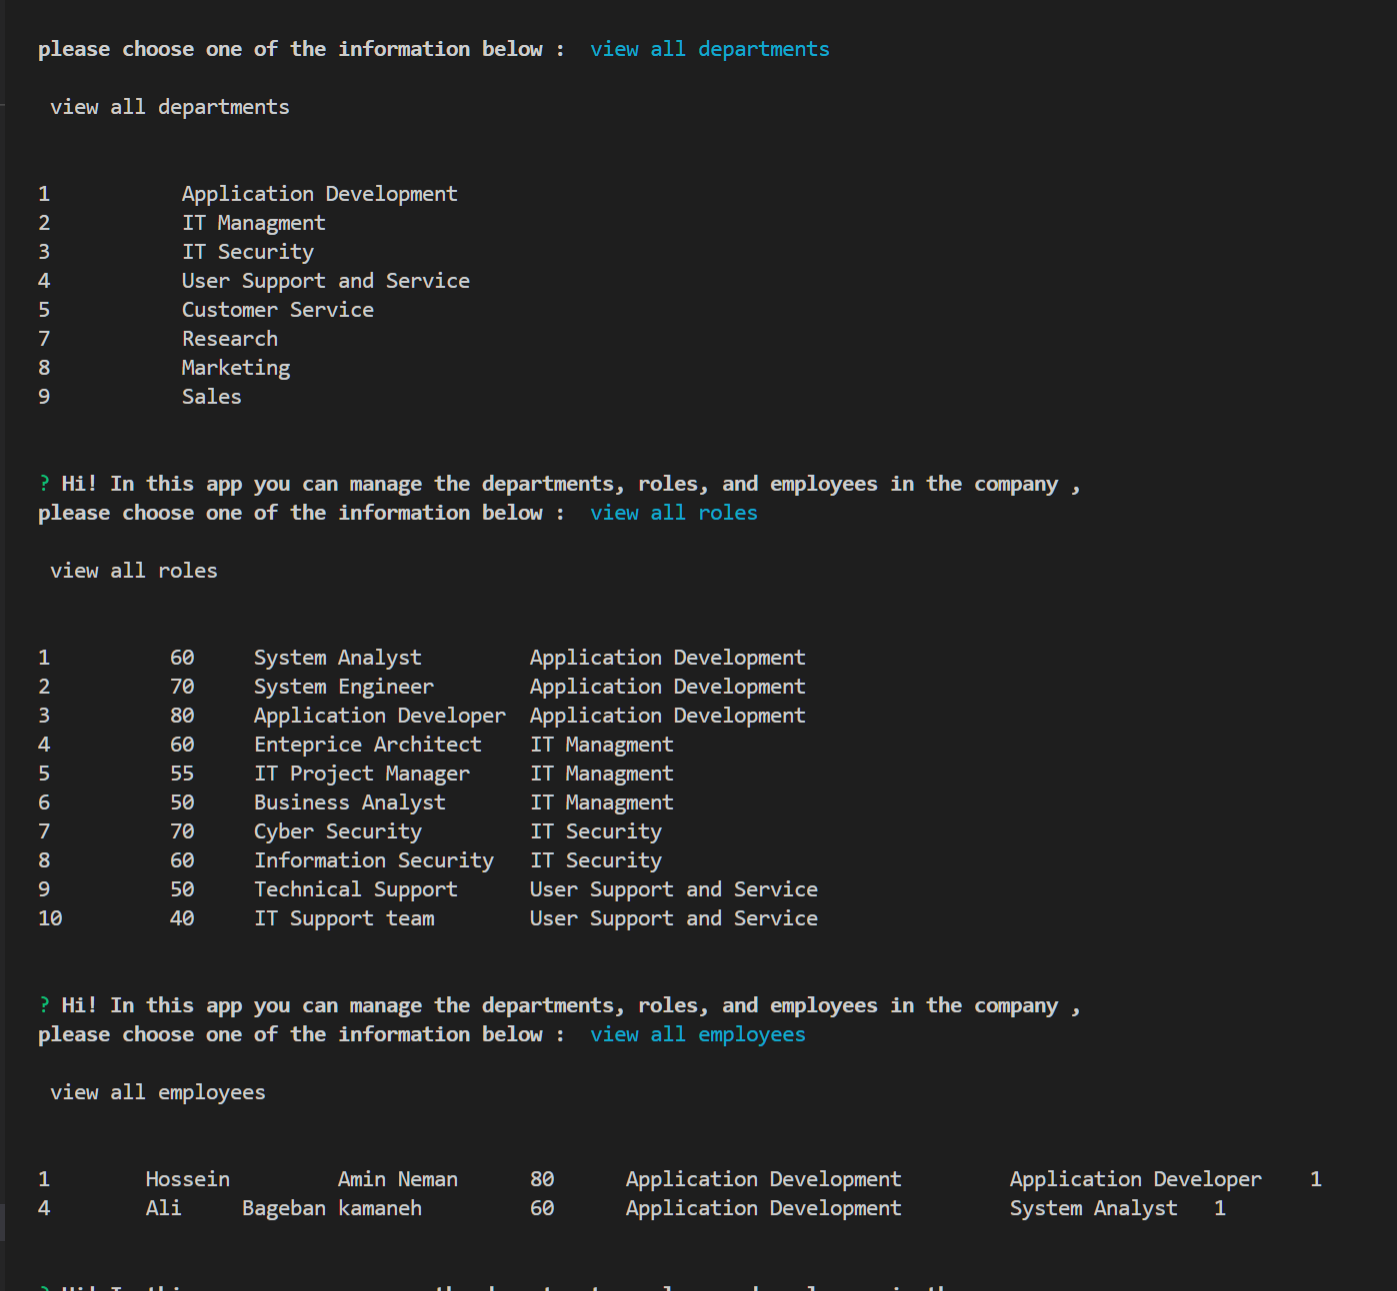 please choose one of the information below :  view all departments
view all departments
1 Application Development
2 IT Managment
3 IT Security
4 User Support and Service
5 Customer Service
7 Research
8 Marketing
9 Sales
? Hi! In this app you can manage the departments, roles, and employees in the company ,
please choose one of the information below :  view all roles
view all roles
1 60 System Analyst Application Development
2 70 System Engineer Application Development
3 80 Application Developer Application Development
4 60 Enteprice Architect IT Managment
5 55 IT Project Manager IT Managment
6 50 Business Analyst IT Managment
7 70 Cyber Security IT Security
8 60 Information Security IT Security
9 50 Technical Support User Support and Service
10 40 IT Support team User Support and Service
? Hi! In this app you can manage the departments, roles, and employees in the company ,
please choose one of the information below :  view all employees
view all employees
1 Hossein Amin Neman 80 Application Development Application Developer 1
4 Ali Bageban kamaneh 60 Application Development System Analyst 1